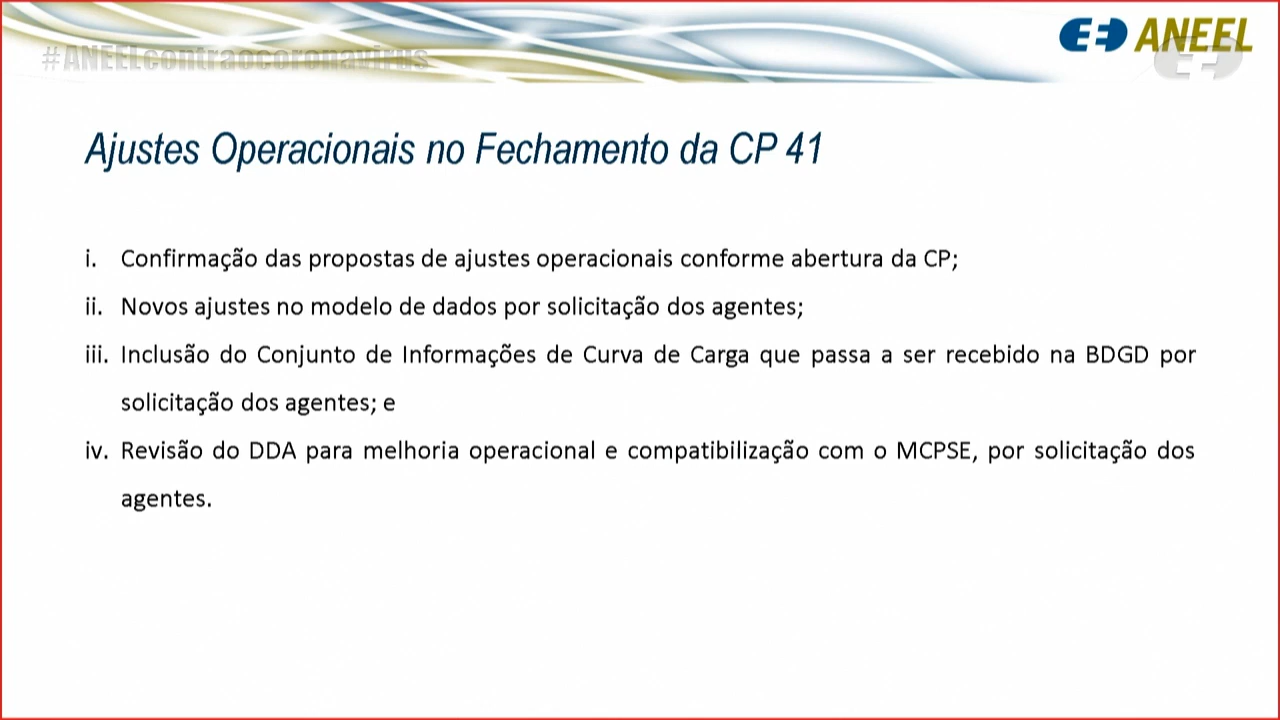 #ANEELcontraocoronavírus
ANEEL
Ajustes Operacionais no Fechamento da CP 41
i. Confirmação das propostas de ajustes operacionais conforme abertura da CP;
ii. Novos ajustes no modelo de dados por solicitação dos agentes;
iii. Inclusão do Conjunto de Informações de Curva de Carga que passa a ser recebido na BDGD por
solicitação dos agentes; e
iv. Revisão do DDA para melhoria operacional e compatibilização com o MCPSE, por solicitação dos
agentes.